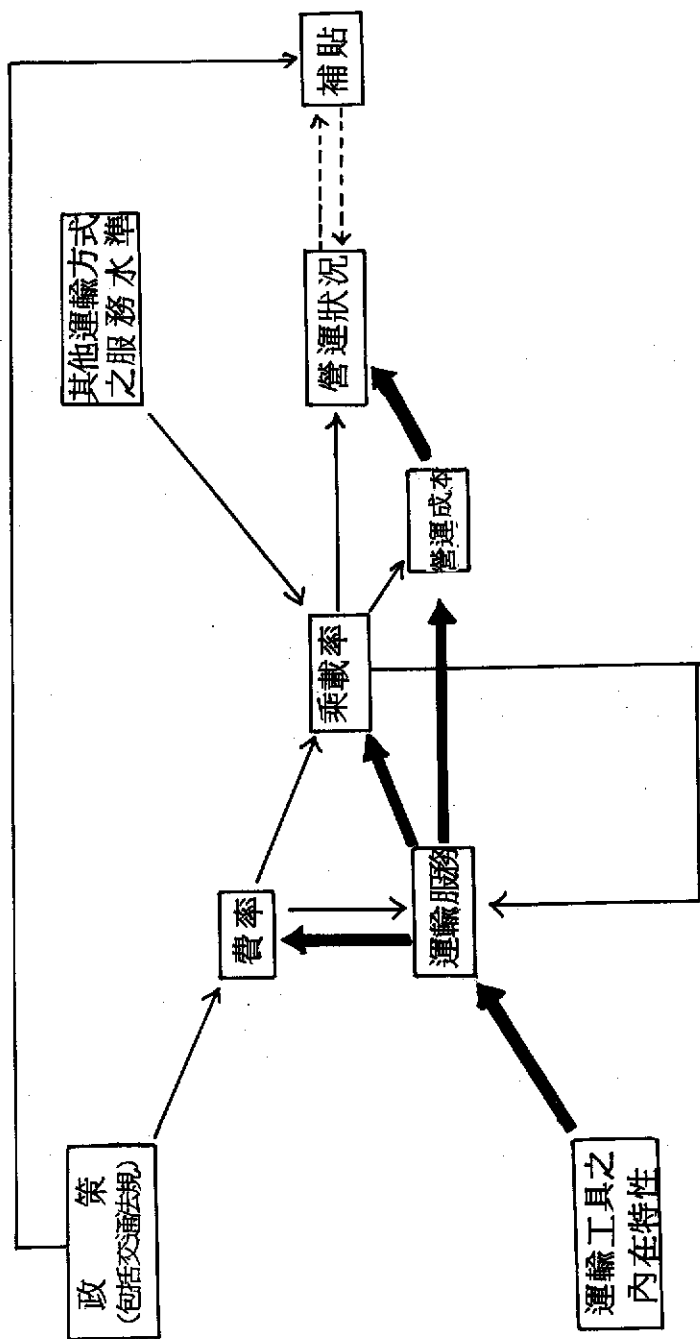 政 策
(包括交通法規)
運輸工具之
內在特性
費率
運輸服務
乘載率
其他運輸方式
之服務水準
營運成本
營運狀況
補貼